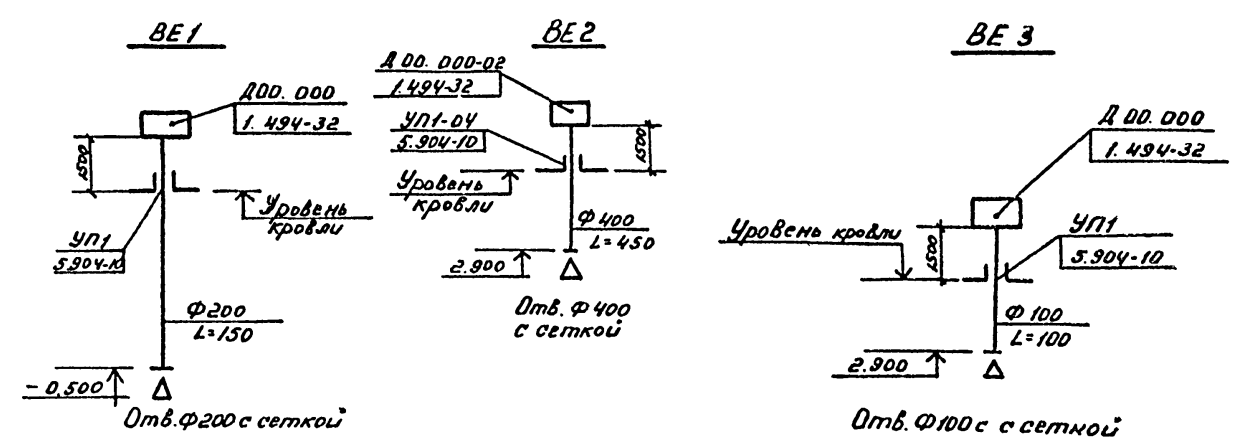 ВЕ1
Д00. 000
1. 494-32
1500
Уровень
кровли
УП1
5.904-10
Ф200
L=150
- 0,500
Отв. Ф200 с сеткой
ВЕ2
Д 00. 000-02
1.494-32
УП1-04
5.904-10
1500
Уровень
кровли
Ф400
L=450
2.900
Отв. Ф400
с сеткой
ВЕ 3
Д 00. 000
1. 494-32
Уровень кровли
1500
УП1
5.904-10
Ф100
L=100
2.900
Отв. Ф100 с с сеткой